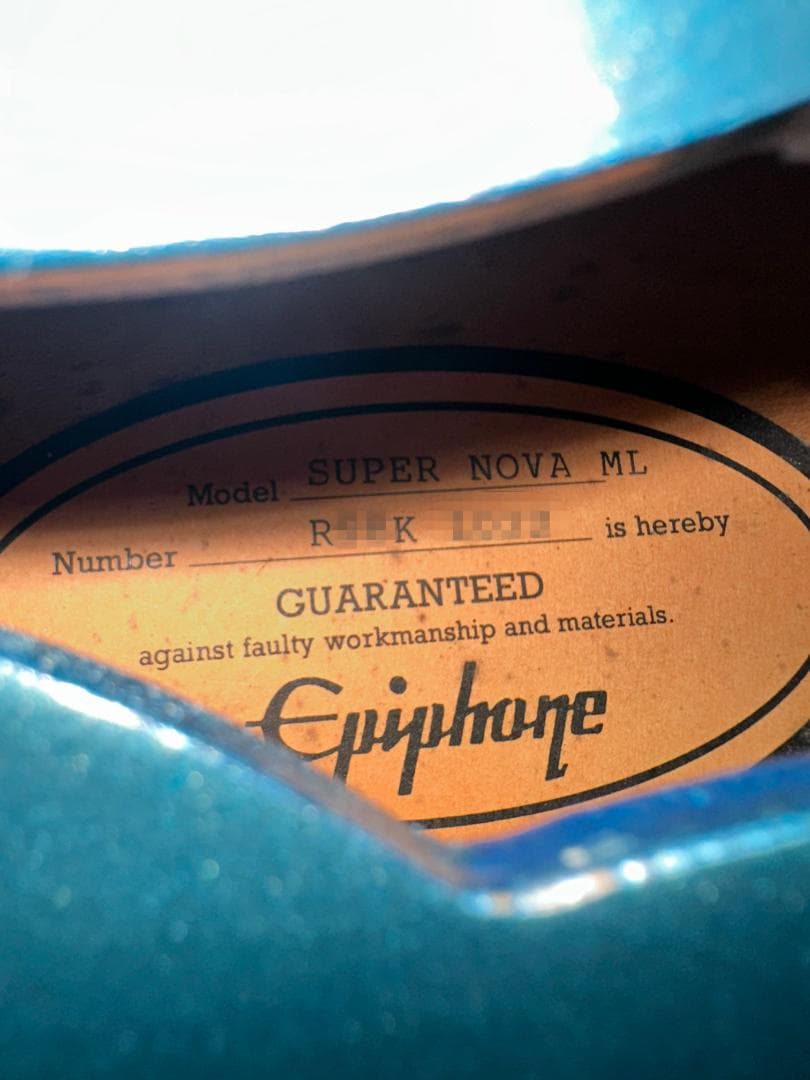 Model SUPER NOVA ML
Number is hereby
GUARANTEED
against faulty workmanship and materials.
Epiphone